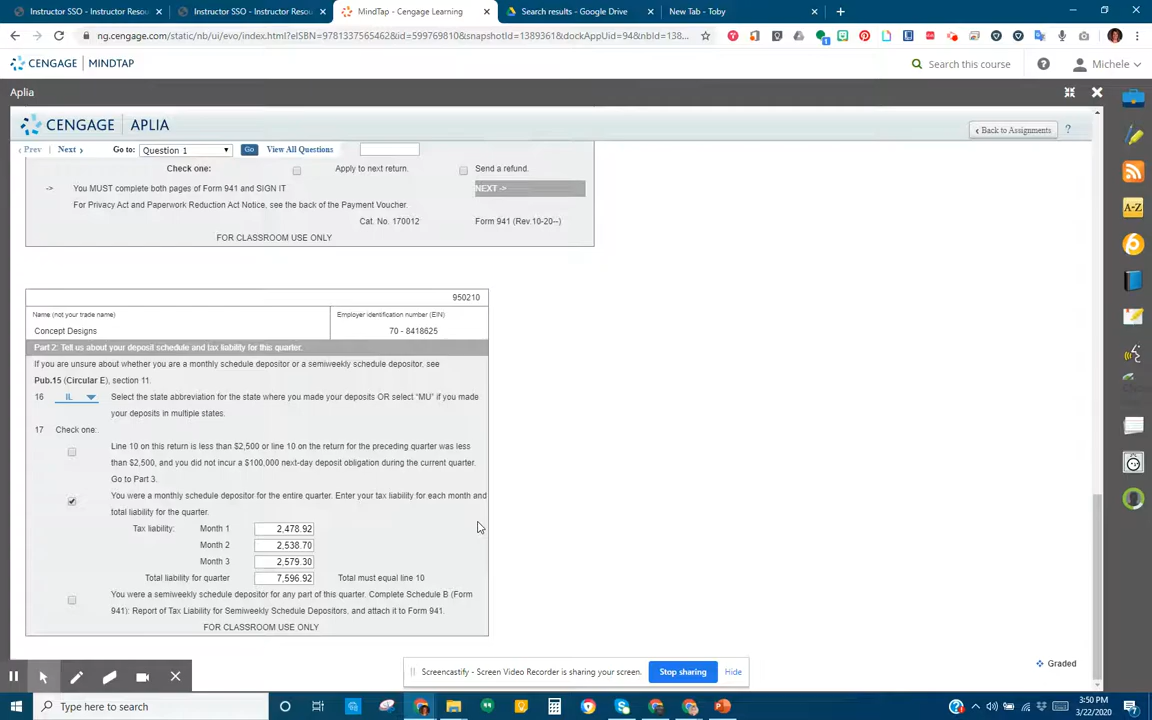 Instructor SSO - Instructor Resou
Instructor SSO - Instructor Resou
MindTap - Cengage Learning
Search results - Google Drive
New Tab - Toby
ng.cengage.com/static/nb/ui/evo/index.html?eISBN=9781337565462&id=599769810&snapshotId=1389361&dockAppUid=94&nbId=138...
CENGAGE MINDTAP
Search this course
Michele
Aplia
CENGAGE APLIA
Back to Assignments
?
Prev Next Go to: Question 1 Go View All Questions
Check one: Apply to next return. Send a refund.
-> You MUST complete both pages of Form 941 and SIGN IT NEXT ->
For Privacy Act and Paperwork Reduction Act Notice, see the back of the Payment Voucher.
Cat. No. 170012 Form 941 (Rev.10-20--)
FOR CLASSROOM USE ONLY
950210
Name (not your trade name) Employer identification number (EIN)
Concept Designs 70 - 8418625
Part 2: Tell us about your deposit schedule and tax liability for this quarter.
If you are unsure about whether you are a monthly schedule depositor or a semiweekly schedule depositor, see
Pub.15 (Circular E), section 11.
16 IL Select the state abbreviation for the state where you made your deposits OR select "MU" if you made
your deposits in multiple states.
17 Check one:
Line 10 on this return is less than $2,500 or line 10 on the return for the preceding quarter was less
than $2,500, and you did not incur a $100,000 next-day deposit obligation during the current quarter.
Go to Part 3.
You were a monthly schedule depositor for the entire quarter. Enter your tax liability for each month and
total liability for the quarter.
Tax liability: Month 1 2,478.92
Month 2 2,538.70
Month 3 2,579.30
Total liability for quarter 7,596.92 Total must equal line 10
You were a semiweekly schedule depositor for any part of this quarter. Complete Schedule B (Form
941): Report of Tax Liability for Semiweekly Schedule Depositors, and attach it to Form 941.
FOR CLASSROOM USE ONLY
A-Z
Graded
Screencastify - Screen Video Recorder is sharing your screen. Stop sharing Hide
Type here to search
3:50 PM
3/22/2020